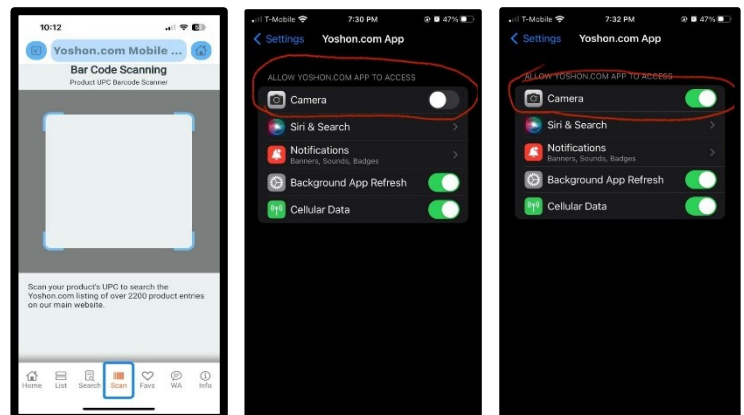 10:12
Yoshon.com Mobile ...
Bar Code Scanning
Product UPC Barcode Scanner
Scan your product's UPC to search the
Yoshon.com listing of over 2200 product entries
on our main website.
Home List Search Scan Favs WA Info
T-Mobile 7:30 PM 47%
Settings Yoshon.com App
ALLOW YOSHON.COM APP TO ACCESS
Camera
Siri & Search
Notifications
Banners, Sounds, Badges
Background App Refresh
Cellular Data
T-Mobile 7:32 PM 47%
Settings Yoshon.com App
ALLOW YOSHON.COM APP TO ACCESS
Camera
Siri & Search
Notifications
Banners, Sounds, Badges
Background App Refresh
Cellular Data